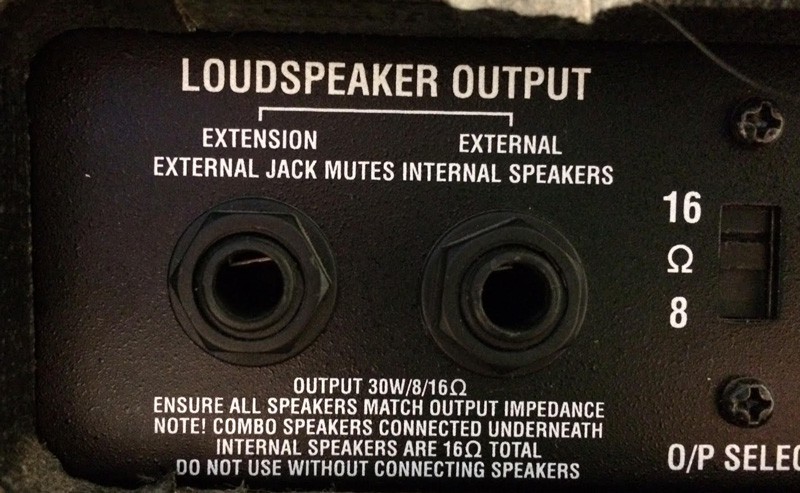 LOUDSPEAKER OUTPUT
EXTENSION EXTERNAL
EXTERNAL JACK MUTES INTERNAL SPEAKERS
16
Ω
8
OUTPUT 30W/8/16Ω
ENSURE ALL SPEAKERS MATCH OUTPUT IMPEDANCE
NOTE! COMBO SPEAKERS CONNECTED UNDERNEATH
INTERNAL SPEAKERS ARE 16Ω TOTAL
DO NOT USE WITHOUT CONNECTING SPEAKERS
O/P